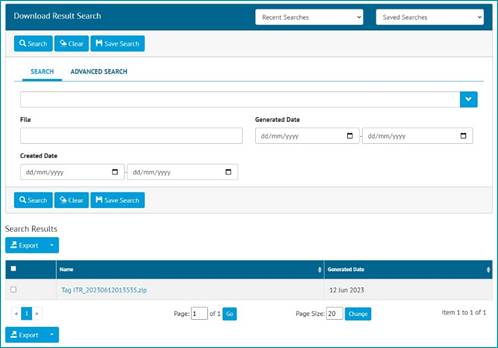 Download Result Search
Recent Searches
Saved Searches
Search Clear Save Search
SEARCH ADVANCED SEARCH
File Generated Date
dd/mm/yyyy - dd/mm/yyyy
Created Date
dd/mm/yyyy - dd/mm/yyyy
Search Clear Save Search
Search Results
Export
Name Generated Date
Tag ITR_20230612013535.zip 12 Jun 2023
« 1 » Page: 1 of 1 Go Page Size: 20 Change Item 1 to 1 of 1
Export